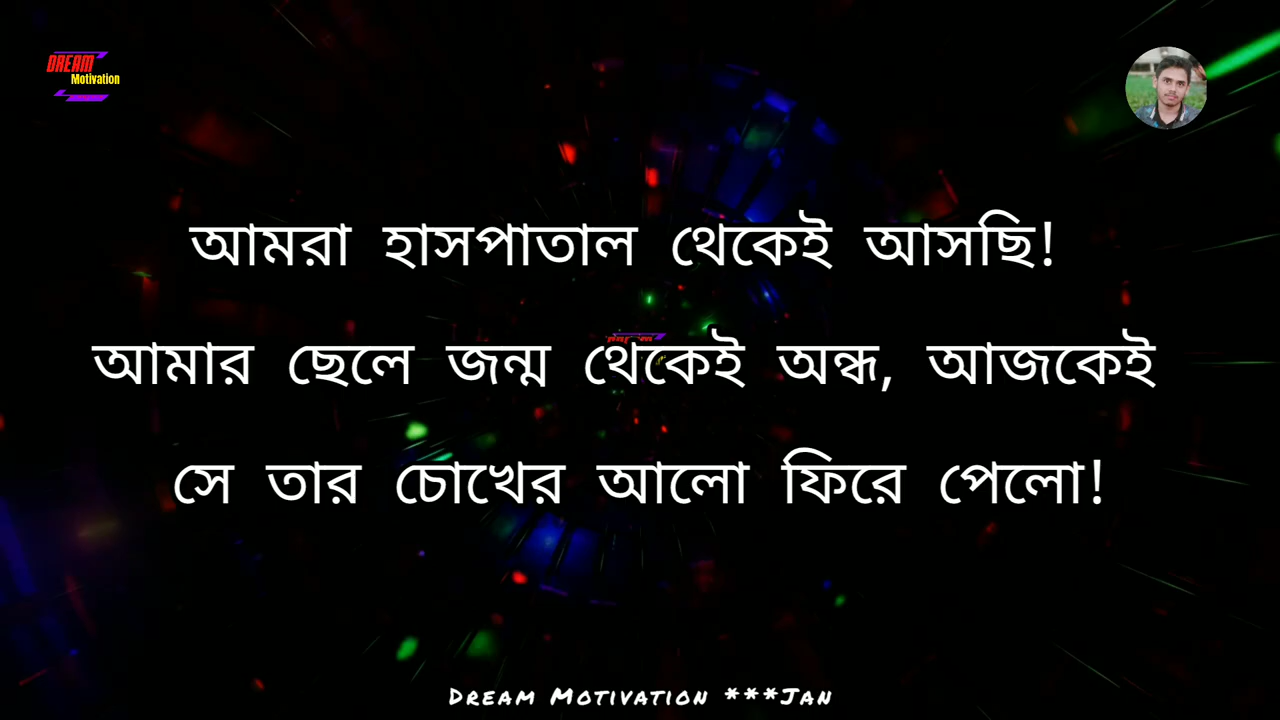 DREAM
Motivation
আমরা হাসপাতাল থেকেই আসছি!
আমার ছেলে জন্ম থেকেই অন্ধ, আজকেই
সে তার চোখের আলো ফিরে পেলো!
Dream Motivation ***Jan